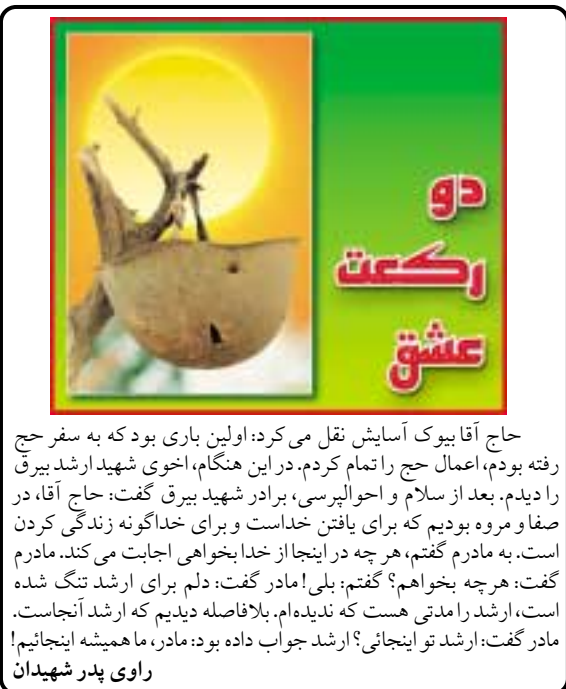 دو
رکعت
عشق
حاج آقا بیوک آسایش نقل می‌کرد: اولین باری بود که به سفر حج
رفته بودم، اعمال حج را تمام کردم. در این هنگام، اخوی شهید ارشد بیرق
را دیدم. بعد از سلام و احوالپرسی، برادر شهید بیرق گفت: حاج آقا، در
صفا و مروه بودیم که برای یافتن خداست و برای خداگونه زندگی کردن
است. به مادرم گفتم، هر چه در اینجا از خدا بخواهی اجابت می‌کند. مادرم
گفت: هرچه بخواهم؟ گفتم: بلی! مادر گفت: دلم برای ارشد تنگ شده
است، ارشد را مدتی هست که ندیده‌ام. بلافاصله دیدیم که ارشد آنجاست.
مادر گفت: ارشد تو اینجائی؟ ارشد جواب داده بود: مادر، ما همیشه اینجائیم!
راوی پدر شهیدان